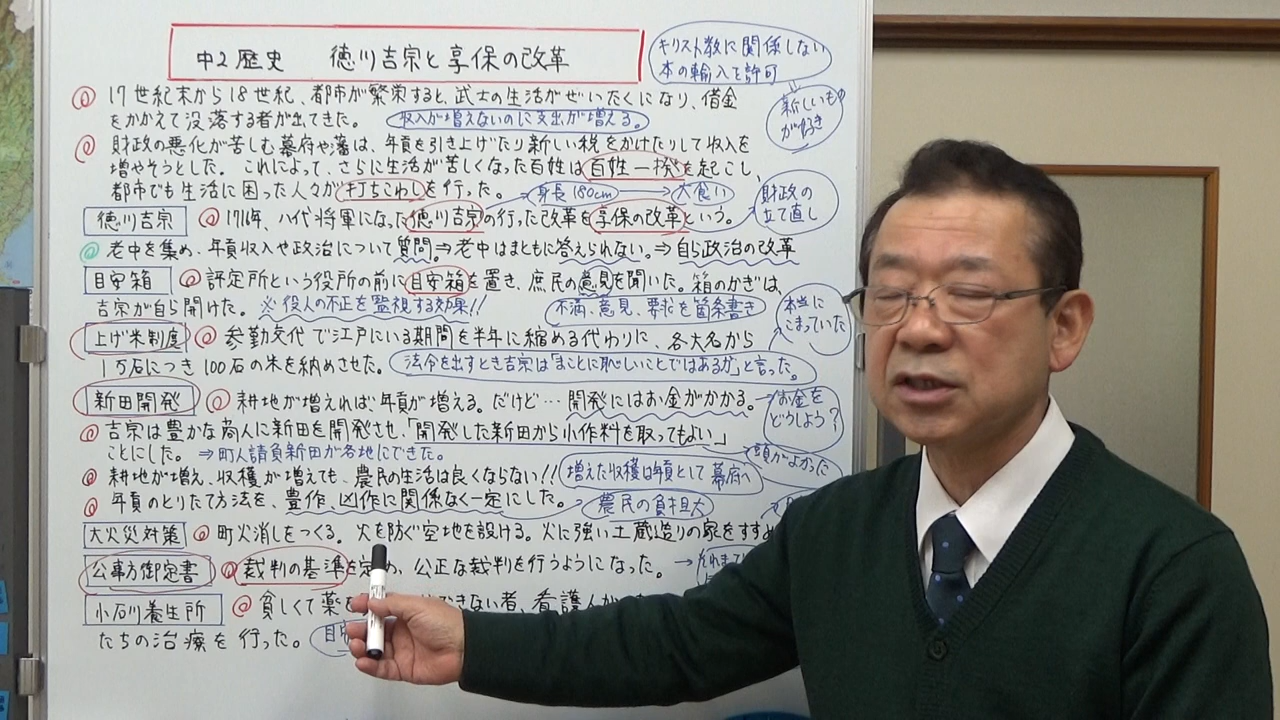 中2歴史 徳川吉宗と享保の改革
キリスト教に関係しない
本の輸入を許可
新しいもの
が好き
@ 17世紀末から18世紀、都市が繁栄すると、武士の生活がぜいたくになり、借金
をかかえて没落する者が出てきた。 収入が増えないのに支出が増える。
@ 財政の悪化が苦しむ幕府や藩は、年貢を引き上げたり新しい税をかけたりして収入を
増やそうとした。これによって、さらに生活が苦しくなった百姓は百姓一揆を起こし、
都市でも生活に困った人々が打ちこわしを行った。 身長180cm 大食い
財政の
立て直し
徳川吉宗 @ 1716年、八代将軍になった徳川吉宗の行った改革を享保の改革という。
@ 老中を集め、年貢収入や政治について質問⇒老中はまともに答えられない。⇒自ら政治の改革
目安箱 @ 評定所という役所の前に目安箱を置き、庶民の意見を聞いた。箱のかぎは、
吉宗が自ら開けた。 ※役人の不正を監視する効果!! 不満、意見、要求を箇条書き
本当に
こまっていた
上げ米制度 @ 参勤交代で江戸にいる期間を半年に縮める代わりに、各大名から
1万石につき100石の米を納めさせた。 法令を出すとき吉宗は「まことに恥しいことではあるが」と言った。
新田開発 @ 耕地が増えれば、年貢が増える。だけど…開発にはお金がかかる。
お金を
どうしよう?
@ 吉宗は豊かな商人に新田を開発させ、「開発した新田から小作料を取ってもよい。」
ことにした。 ⇒町人請負新田が各地にできた。 頭がよかった
@ 耕地が増え、収穫が増えても、農民の生活は良くならない!! 増えた収穫は年貢として幕府へ
@ 年貢のとりたて方法を、豊作、凶作に関係なく一定にした。 農民の負担大
大火災対策 @ 町火消しをつくる。火を防ぐ空地を設ける。火に強い土蔵造りの家をすすめ
公事方御定書 @ 裁判の基準を定め、公正な裁判を行うようになった。 → それまで
小石川養生所 @ 貧しくて薬を できない者、看護人が
たちの治療を行った。 目安